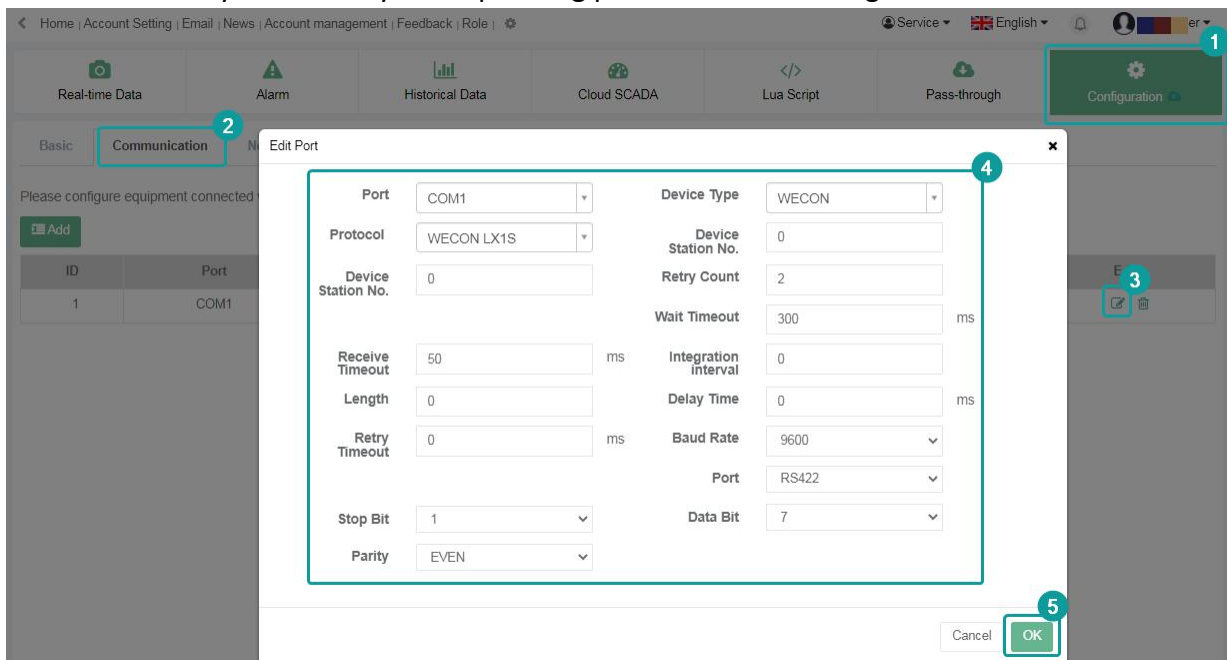 Home | Account Setting | Email | News | Account management | Feedback | Role |
Service English er
1
Real-time Data Alarm Historical Data Cloud SCADA Lua Script Pass-through Configuration
2
Basic Communication
Edit Port ×
4
Please configure equipment connected
Port COM1 Device Type WECON
Add
Protocol WECON LX1S Device Station No. 0
ID Port
3
Device Station No. 0 Retry Count 2
1 COM1
Wait Timeout 300 ms
Receive Timeout 50 ms Integration interval 0
Length 0 Delay Time 0 ms
Retry Timeout 0 ms Baud Rate 9600
Port RS422
Stop Bit 1 Data Bit 7
Parity EVEN
5
Cancel OK